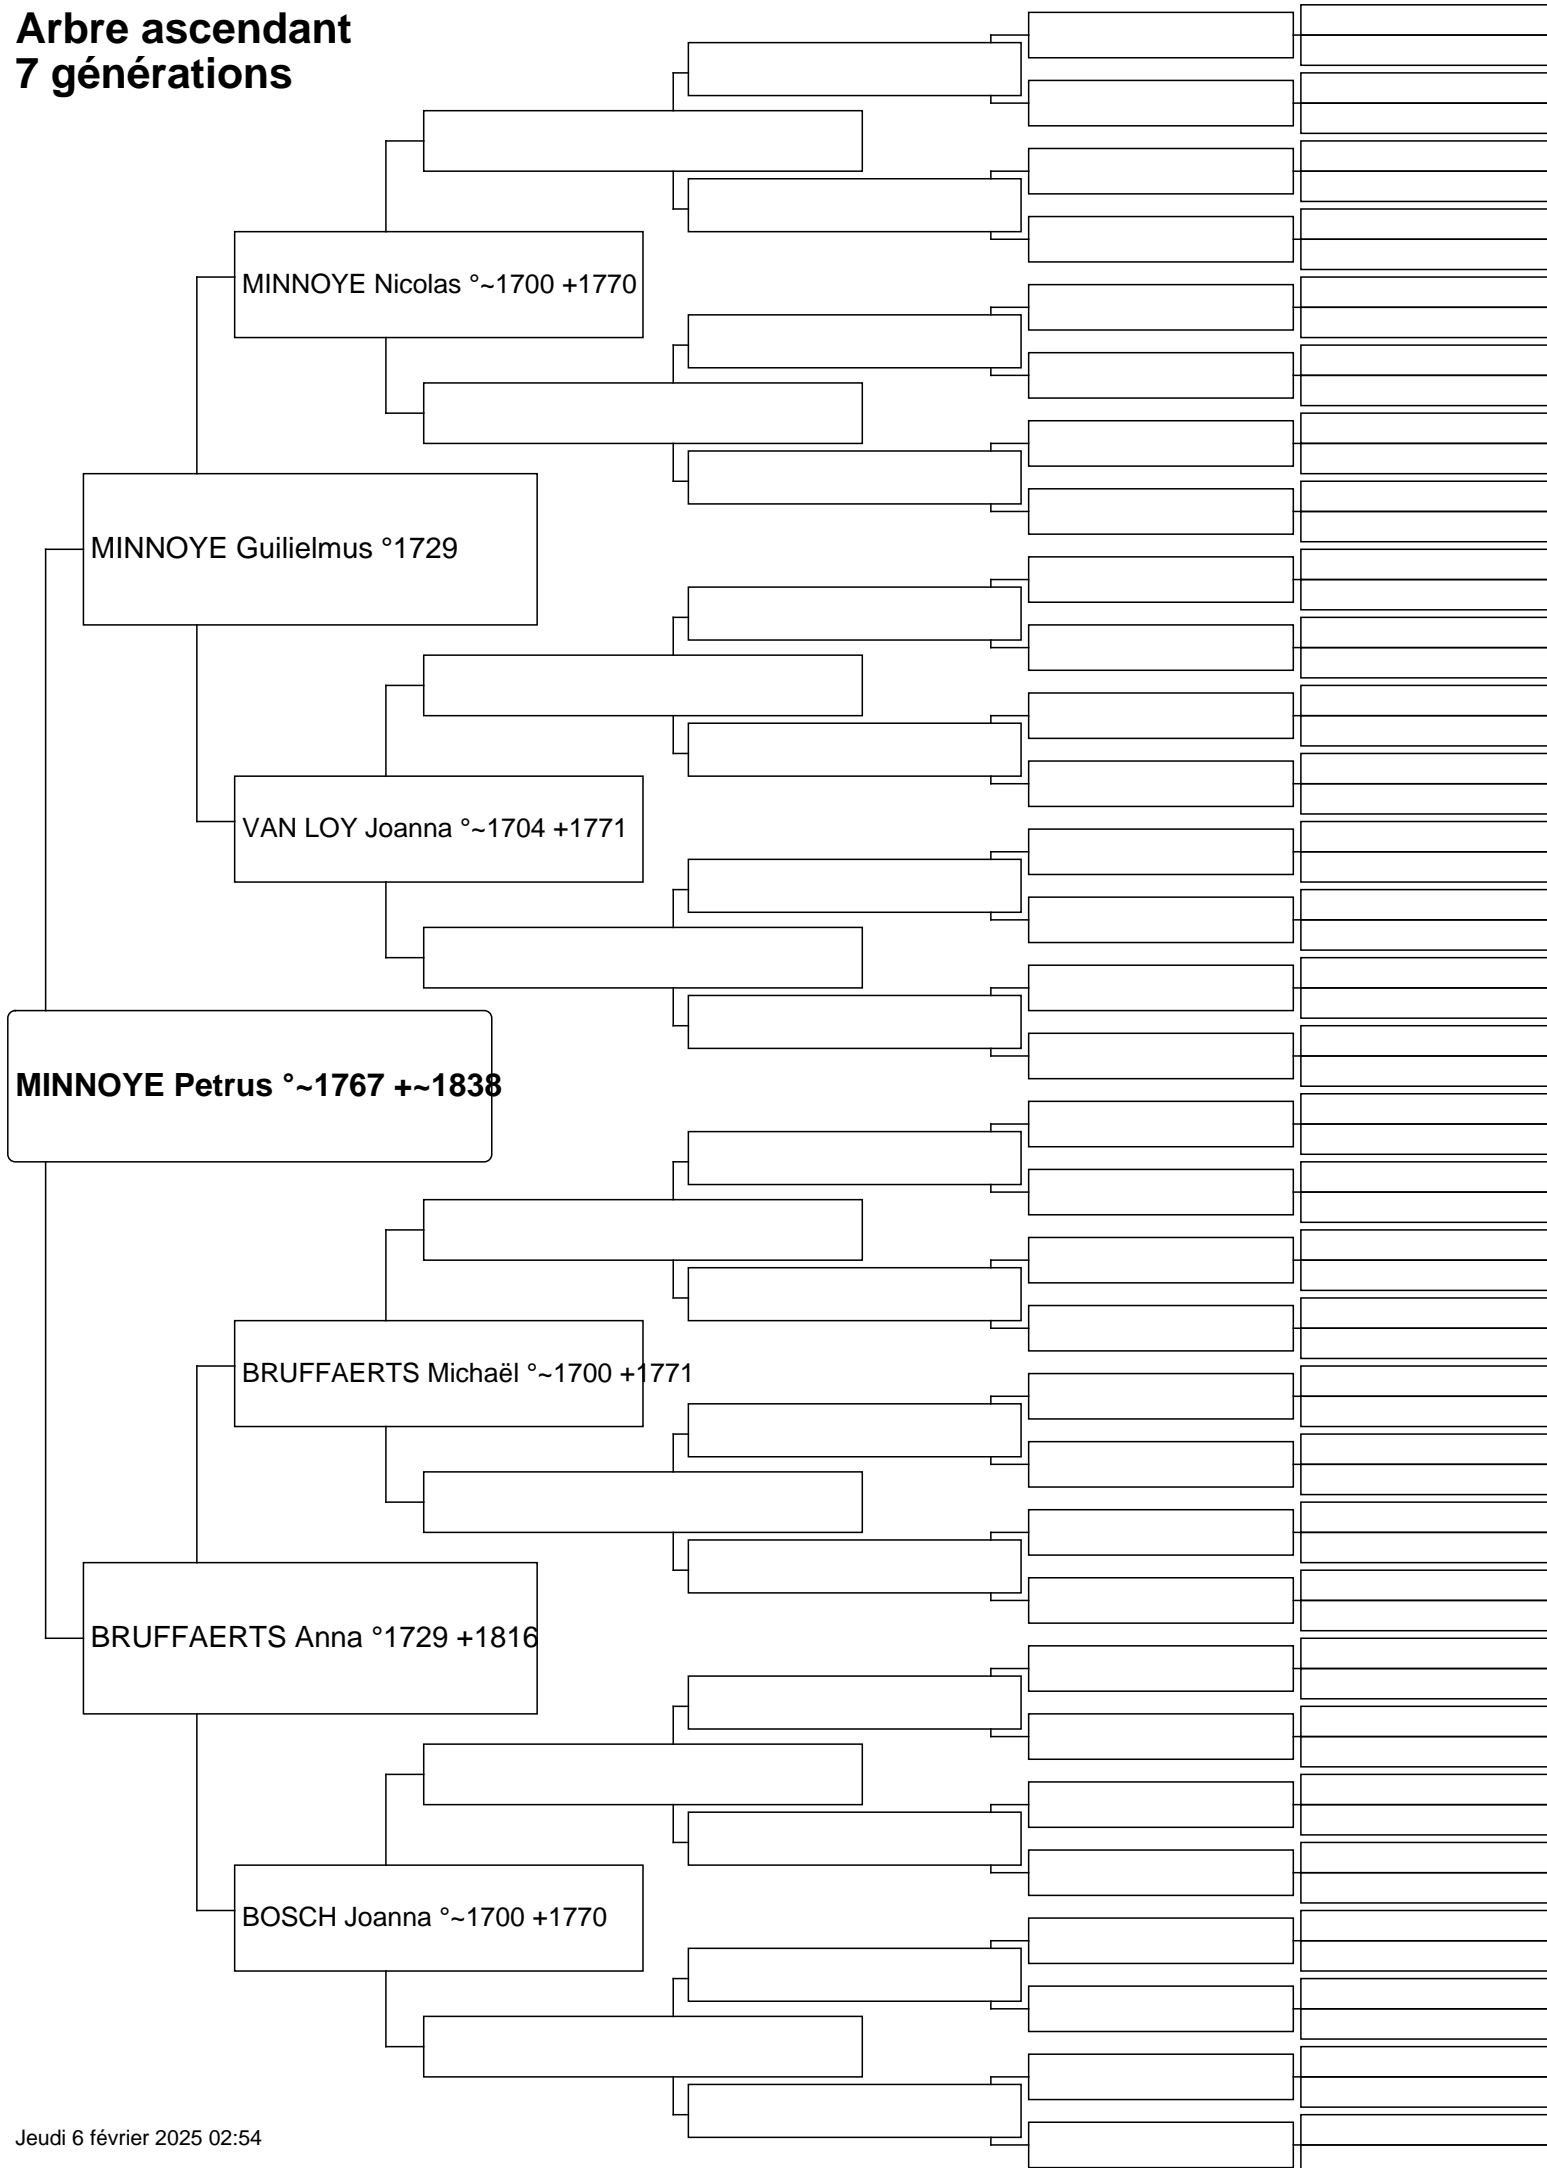 Arbre ascendant
7 générations
MINNOYE Nicolas °~1700 +1770
MINNOYE Guilielmus °1729
VAN LOY Joanna °~1704 +1771
MINNOYE Petrus °~1767 +~1838
BRUFFAERTS Michaël °~1700 +1771
BRUFFAERTS Anna °1729 +1816
BOSCH Joanna °~1700 +1770
Jeudi 6 février 2025 02:54